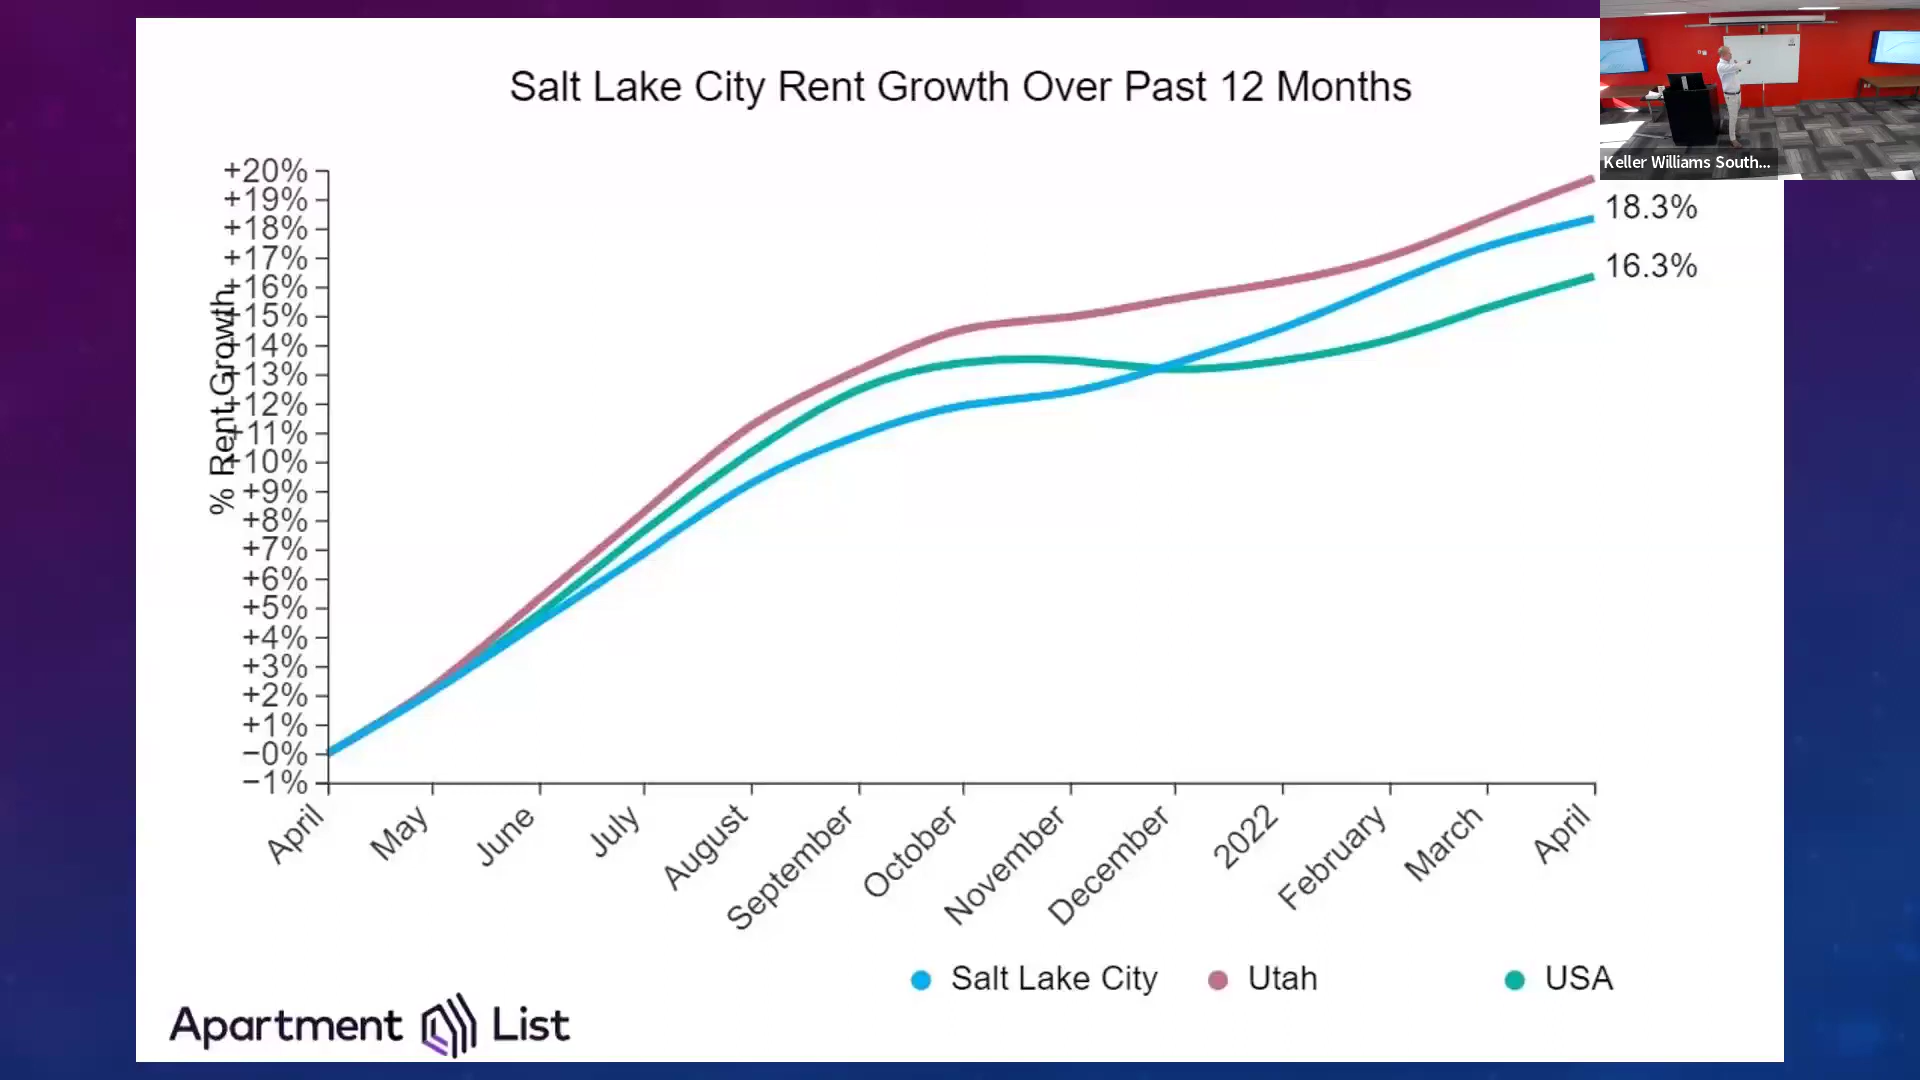 Salt Lake City Rent Growth Over Past 12 Months
Keller Williams South...
% Rent Growth
+20%
+19%
+18%
+17%
+16%
+15%
+14%
+13%
+12%
+11%
+10%
+9%
+8%
+7%
+6%
+5%
+4%
+3%
+2%
+1%
−0%
−1%
18.3%
16.3%
April
May
June
July
August
September
October
November
December
2022
February
March
April
Salt Lake City
Utah
USA
Apartment List